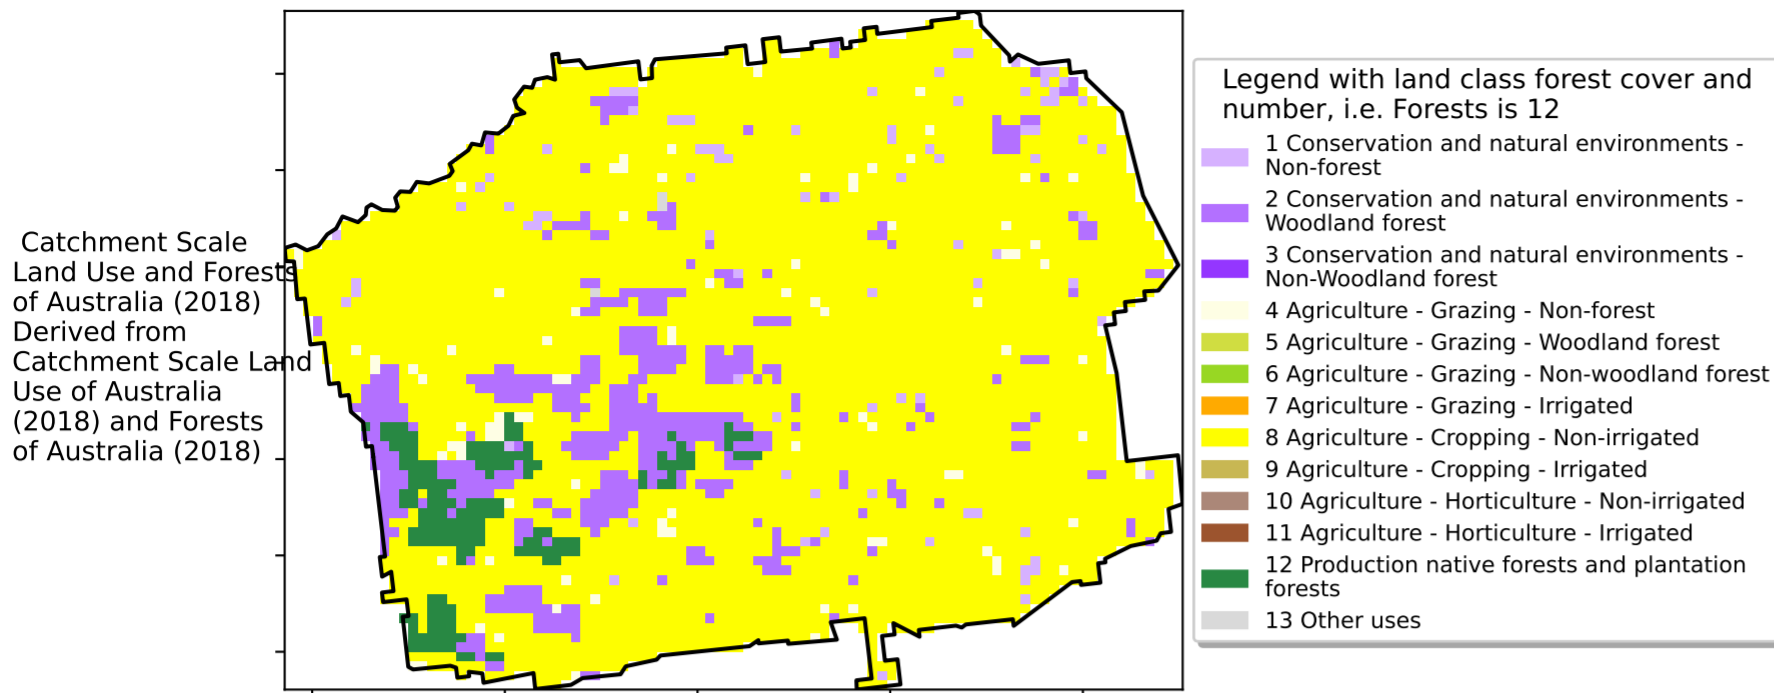 Catchment Scale
Land Use and Forests
of Australia (2018)
Derived from
Catchment Scale Land
Use of Australia
(2018) and Forests
of Australia (2018)
Legend with land class forest cover and
number, i.e. Forests is 12
1 Conservation and natural environments -
Non-forest
2 Conservation and natural environments -
Woodland forest
3 Conservation and natural environments -
Non-Woodland forest
4 Agriculture - Grazing - Non-forest
5 Agriculture - Grazing - Woodland forest
6 Agriculture - Grazing - Non-woodland forest
7 Agriculture - Grazing - Irrigated
8 Agriculture - Cropping - Non-irrigated
9 Agriculture - Cropping - Irrigated
10 Agriculture - Horticulture - Non-irrigated
11 Agriculture - Horticulture - Irrigated
12 Production native forests and plantation
forests
13 Other uses